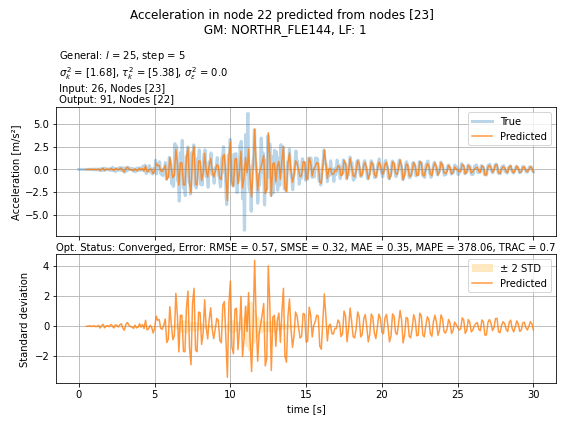 Acceleration in node 22 predicted from nodes [23]
GM: NORTHR_FLE144, LF: 1
General: l = 25, step = 5
σ²ₖ = [1.68], τ²ₖ = [5.38], σ²ε = 0.0
Input: 26, Nodes [23]
Output: 91, Nodes [22]
5.0
2.5
0.0
−2.5
−5.0
Acceleration [m/s²]
True
Predicted
Opt. Status: Converged, Error: RMSE = 0.57, SMSE = 0.32, MAE = 0.35, MAPE = 378.06, TRAC = 0.7
4
2
0
−2
Standard deviation
± 2 STD
Predicted
0 5 10 15 20 25 30
time [s]